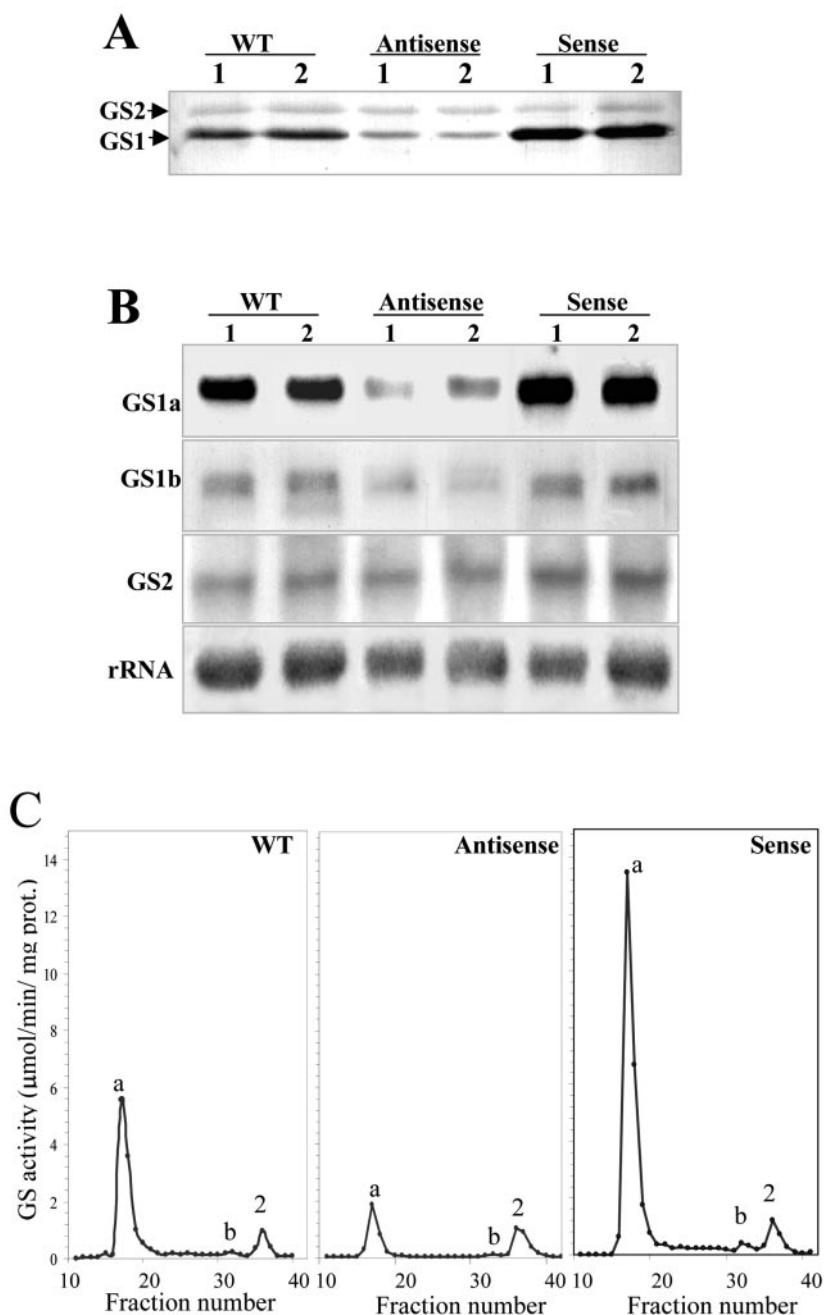 A
WT Antisense Sense
1 2 1 2 1 2
GS2
GS1
B
WT Antisense Sense
1 2 1 2 1 2
GS1a
GS1b
GS2
rRNA
C
GS activity (µmol/min/ mg prot.)
14
12
10
8
6
4
2
0
WT
a
b
2
10 20 30 40
Fraction number
Antisense
a
b
2
10 20 30 40
Fraction number
Sense
a
b
2
10 20 30 40
Fraction number